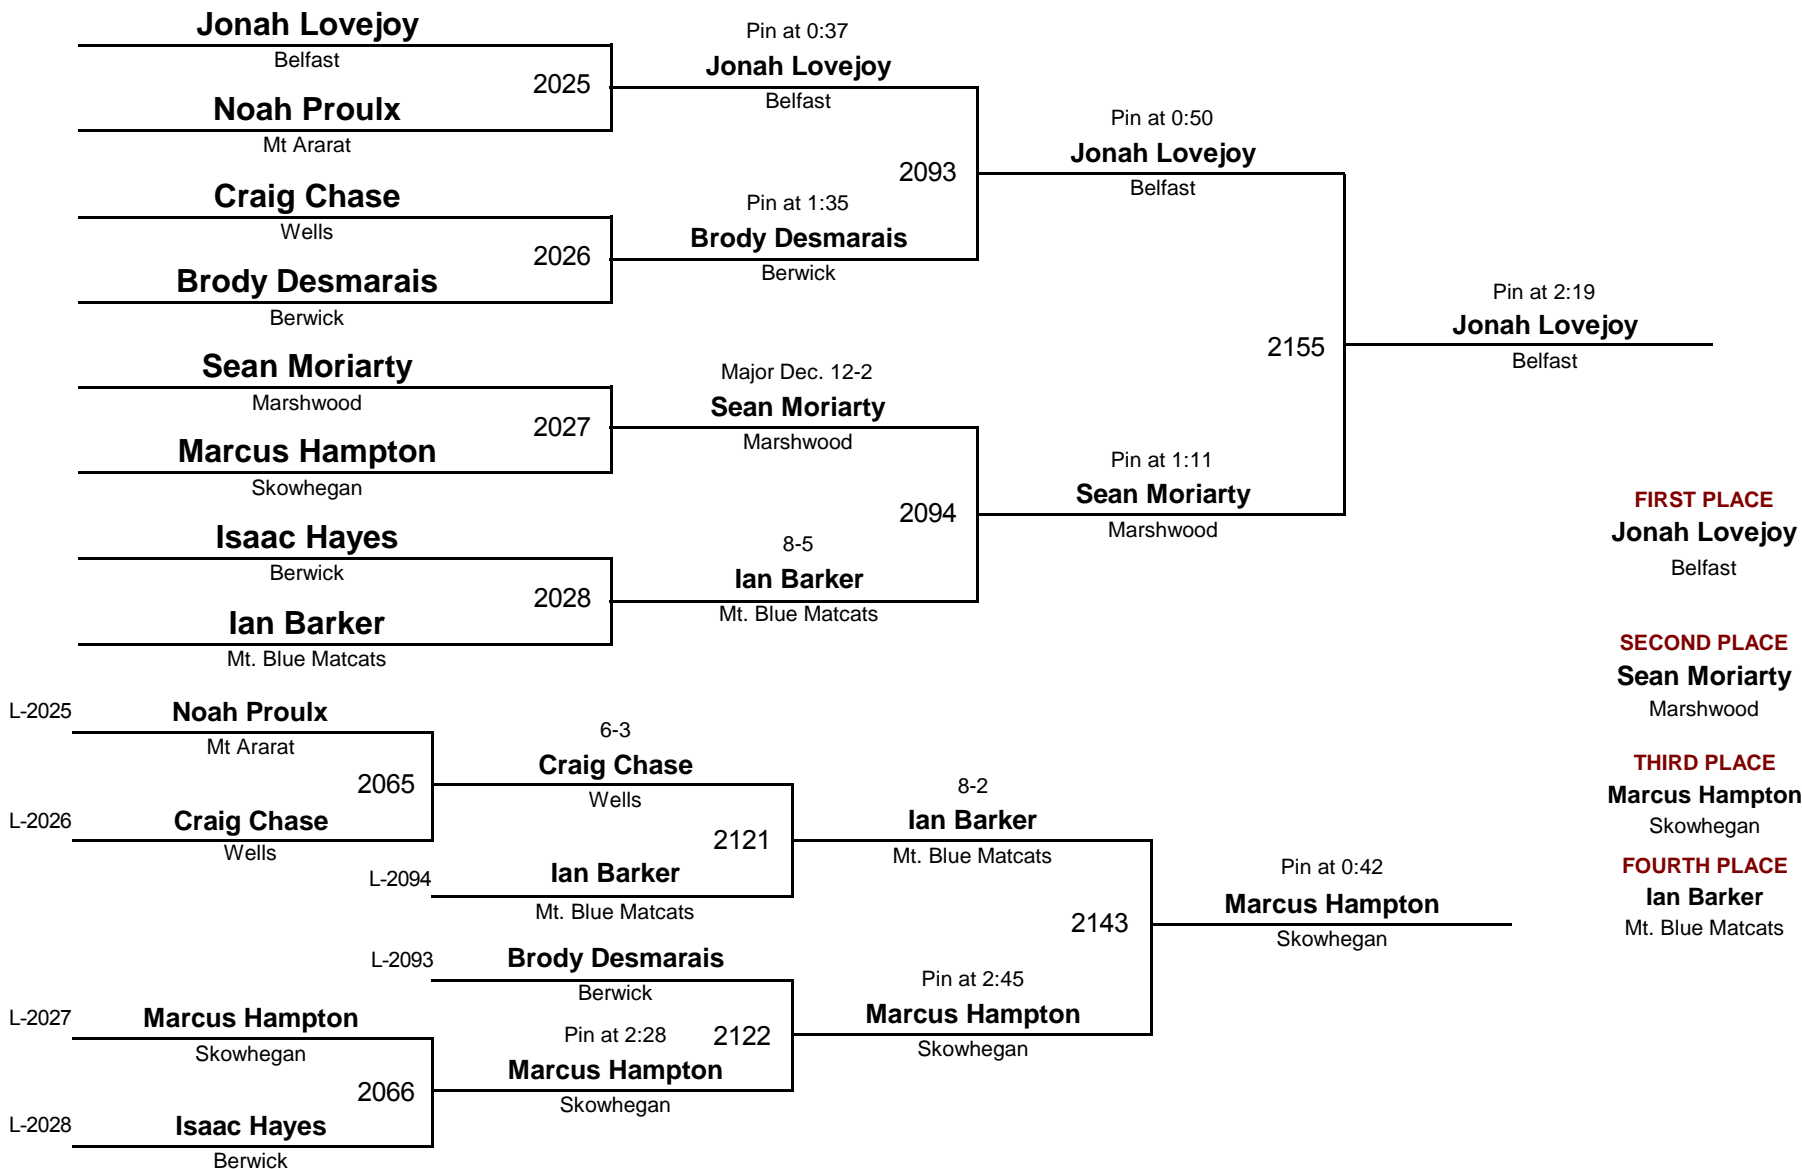 Jonah Lovejoy
Belfast
2025
Noah Proulx
Mt Ararat
Pin at 0:37
Jonah Lovejoy
Belfast
Craig Chase
Wells
2026
Brody Desmarais
Berwick
Pin at 1:35
Brody Desmarais
Berwick
2093
Pin at 0:50
Jonah Lovejoy
Belfast
Sean Moriarty
Marshwood
2027
Marcus Hampton
Skowhegan
Major Dec. 12-2
Sean Moriarty
Marshwood
Isaac Hayes
Berwick
2028
Ian Barker
Mt. Blue Matcats
8-5
Ian Barker
Mt. Blue Matcats
2094
Pin at 1:11
Sean Moriarty
Marshwood
2155
Pin at 2:19
Jonah Lovejoy
Belfast
FIRST PLACE
Jonah Lovejoy
Belfast
SECOND PLACE
Sean Moriarty
Marshwood
THIRD PLACE
Marcus Hampton
Skowhegan
FOURTH PLACE
Ian Barker
Mt. Blue Matcats
L-2025
Noah Proulx
Mt Ararat
2065
L-2026
Craig Chase
Wells
6-3
Craig Chase
Wells
2121
L-2094
Ian Barker
Mt. Blue Matcats
8-2
Ian Barker
Mt. Blue Matcats
L-2093
Brody Desmarais
Berwick
2122
L-2027
Marcus Hampton
Skowhegan
2066
L-2028
Isaac Hayes
Berwick
Pin at 2:28
Marcus Hampton
Skowhegan
Pin at 2:45
Marcus Hampton
Skowhegan
2143
Pin at 0:42
Marcus Hampton
Skowhegan